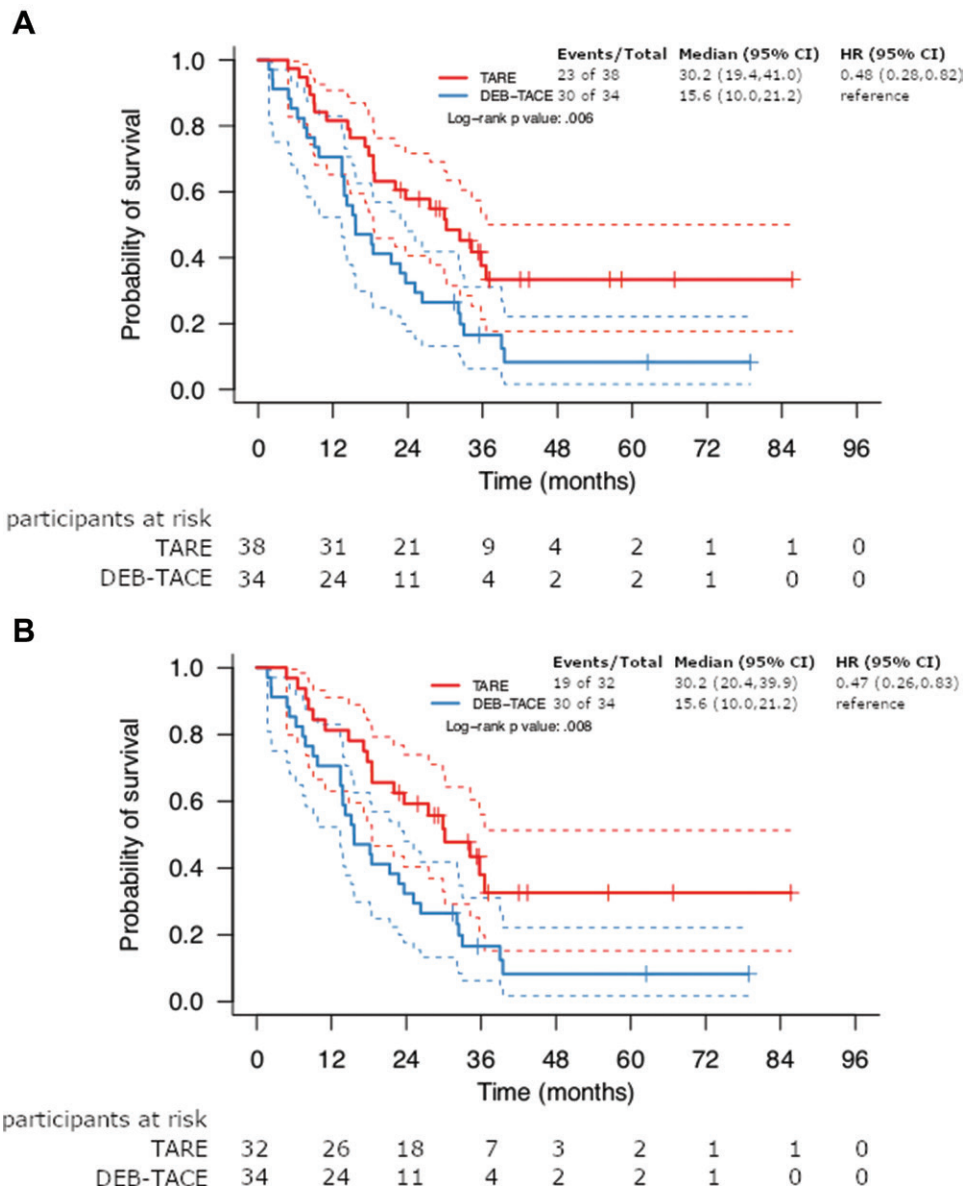 A
Events/Total Median (95% CI) HR (95% CI)
TARE 23 of 38 30.2 (19.4,41.0) 0.48 (0.28,0.82)
DEB-TACE 30 of 34 15.6 (10.0,21.2) reference
Log-rank p value: .006
Probability of survival
1.0
0.8
0.6
0.4
0.2
0.0
0 12 24 36 48 60 72 84 96
Time (months)
participants at risk
TARE 38 31 21 9 4 2 1 1 0
DEB-TACE 34 24 11 4 2 2 1 0 0
B
Events/Total Median (95% CI) HR (95% CI)
TARE 19 of 32 30.2 (20.4,39.9) 0.47 (0.26,0.83)
DEB-TACE 30 of 34 15.6 (10.0,21.2) reference
Log-rank p value: .008
Probability of survival
1.0
0.8
0.6
0.4
0.2
0.0
0 12 24 36 48 60 72 84 96
Time (months)
participants at risk
TARE 32 26 18 7 3 2 1 1 0
DEB-TACE 34 24 11 4 2 2 1 0 0